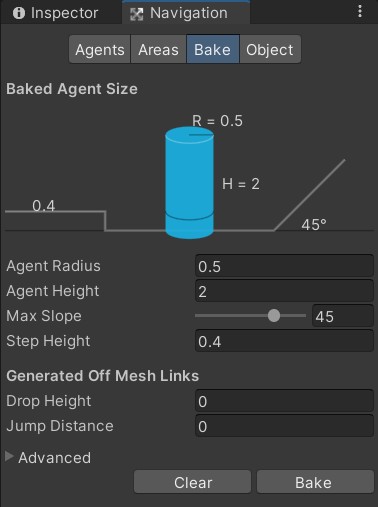 Inspector Navigation
Agents Areas Bake Object
Baked Agent Size
R = 0.5
H = 2
0.4
45°
Agent Radius 0.5
Agent Height 2
Max Slope 45
Step Height 0.4
Generated Off Mesh Links
Drop Height 0
Jump Distance 0
Advanced
Clear Bake